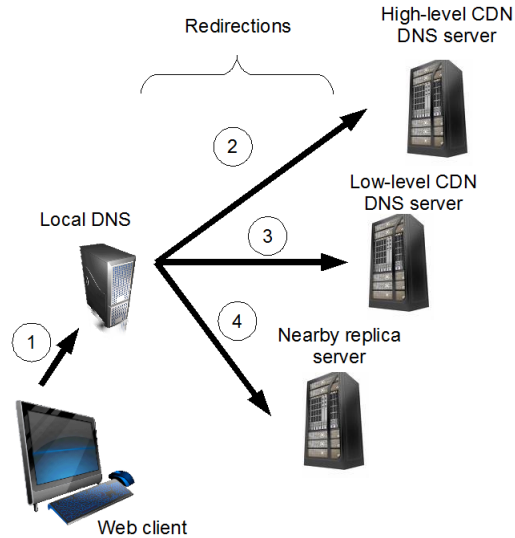 High-level CDN
DNS server
Redirections
2
Low-level CDN
DNS server
Local DNS
3
4
Nearby replica
server
1
Web client